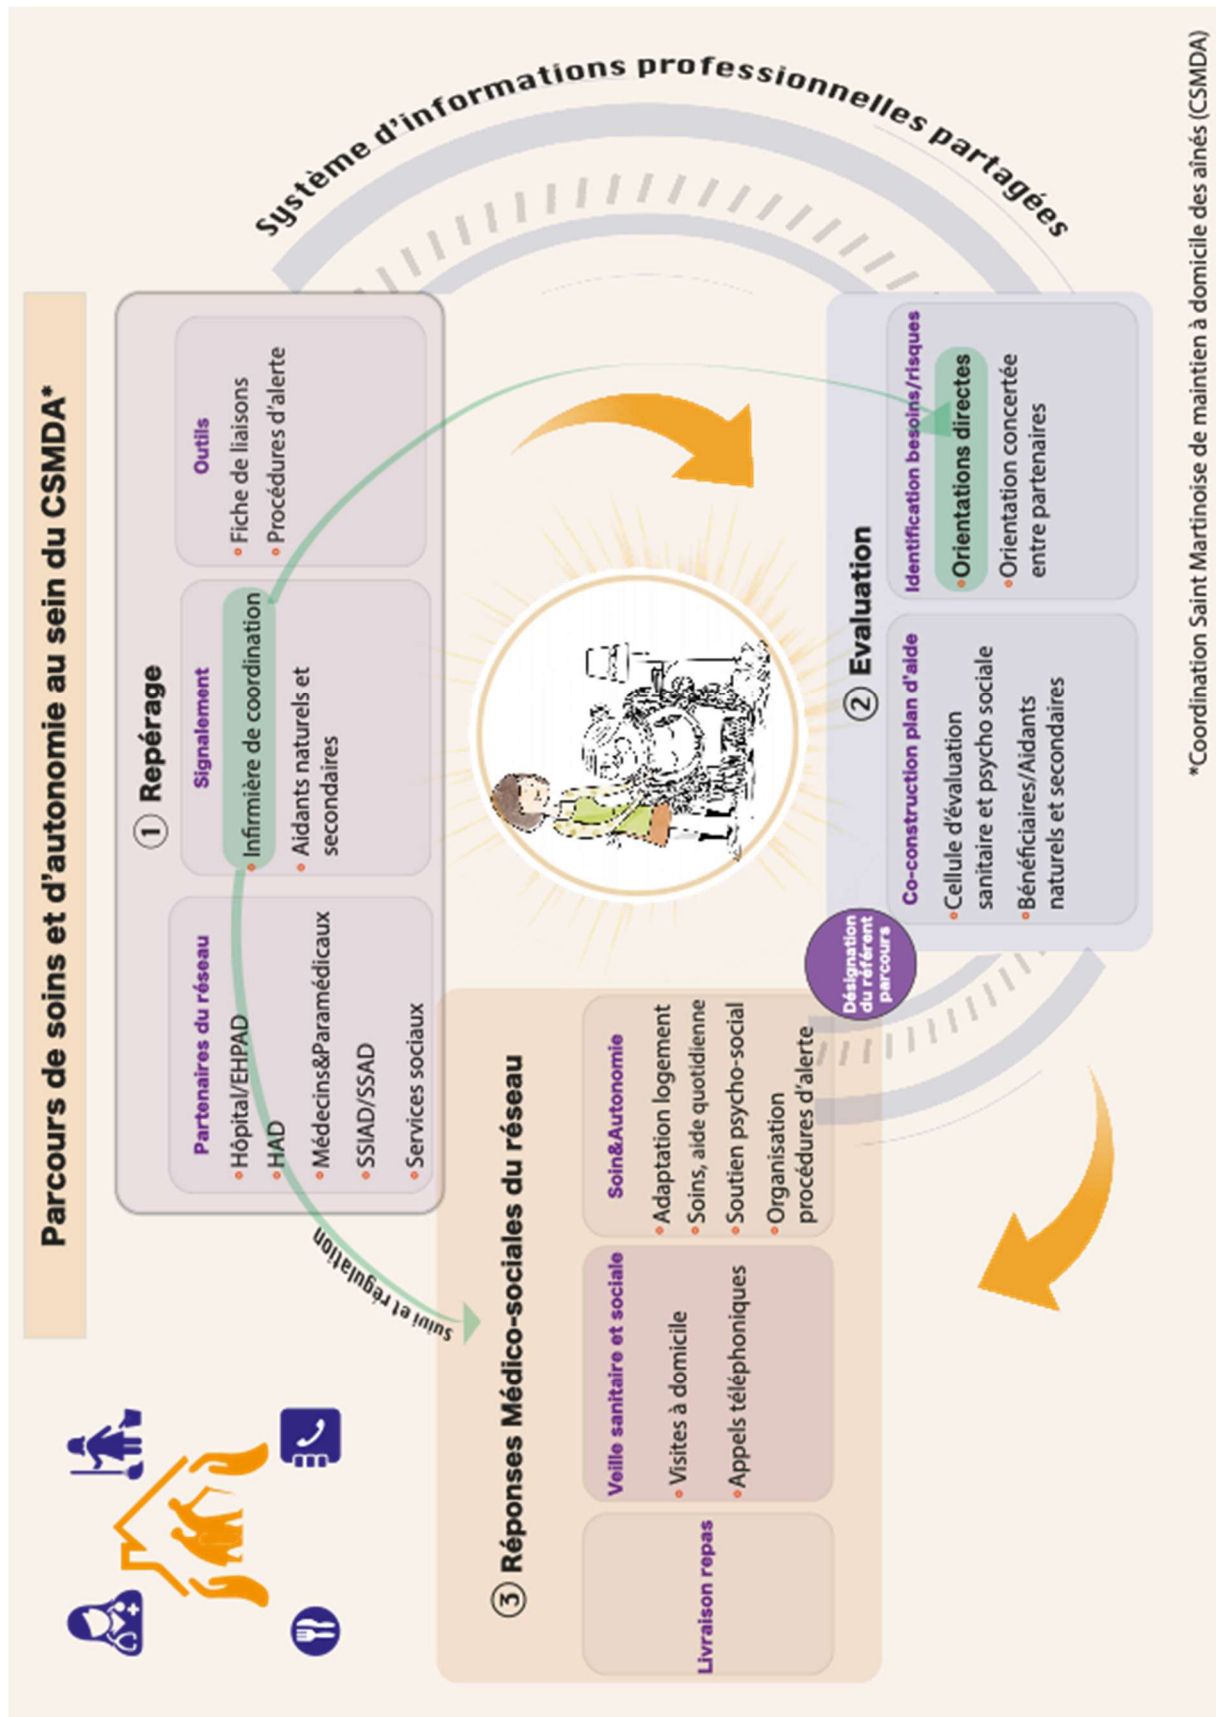 Parcours de soins et d'autonomie au sein du CSMDA*
① Repérage
Partenaires du réseau
Hôpital/EHPAD
HAD
Médecins&Paramédicaux
SSIAD/SSAD
Services sociaux
Signalement
Infirmière de coordination
Aidants naturels et
secondaires
Outils
Fiche de liaisons
Procédures d'alerte
Système d'informations professionnelles partagées
suivi et régulation
② Evaluation
Co-construction plan d'aide
Cellule d'évaluation
sanitaire et psycho sociale
Bénéficiaires/Aidants
naturels et secondaires
Identification besoins/risques
Orientations directes
Orientation concertée
entre partenaires
Désignation
du référent
parcours
③ Réponses Médico-sociales du réseau
Livraison repas
Veille sanitaire et sociale
Visites à domicile
Appels téléphoniques
Soin&Autonomie
Adaptation logement
Soins, aide quotidienne
Soutien psycho-social
Organisation
procédures d'alerte
*Coordination Saint Martinoise de maintien à domicile des aînés (CSMDA)